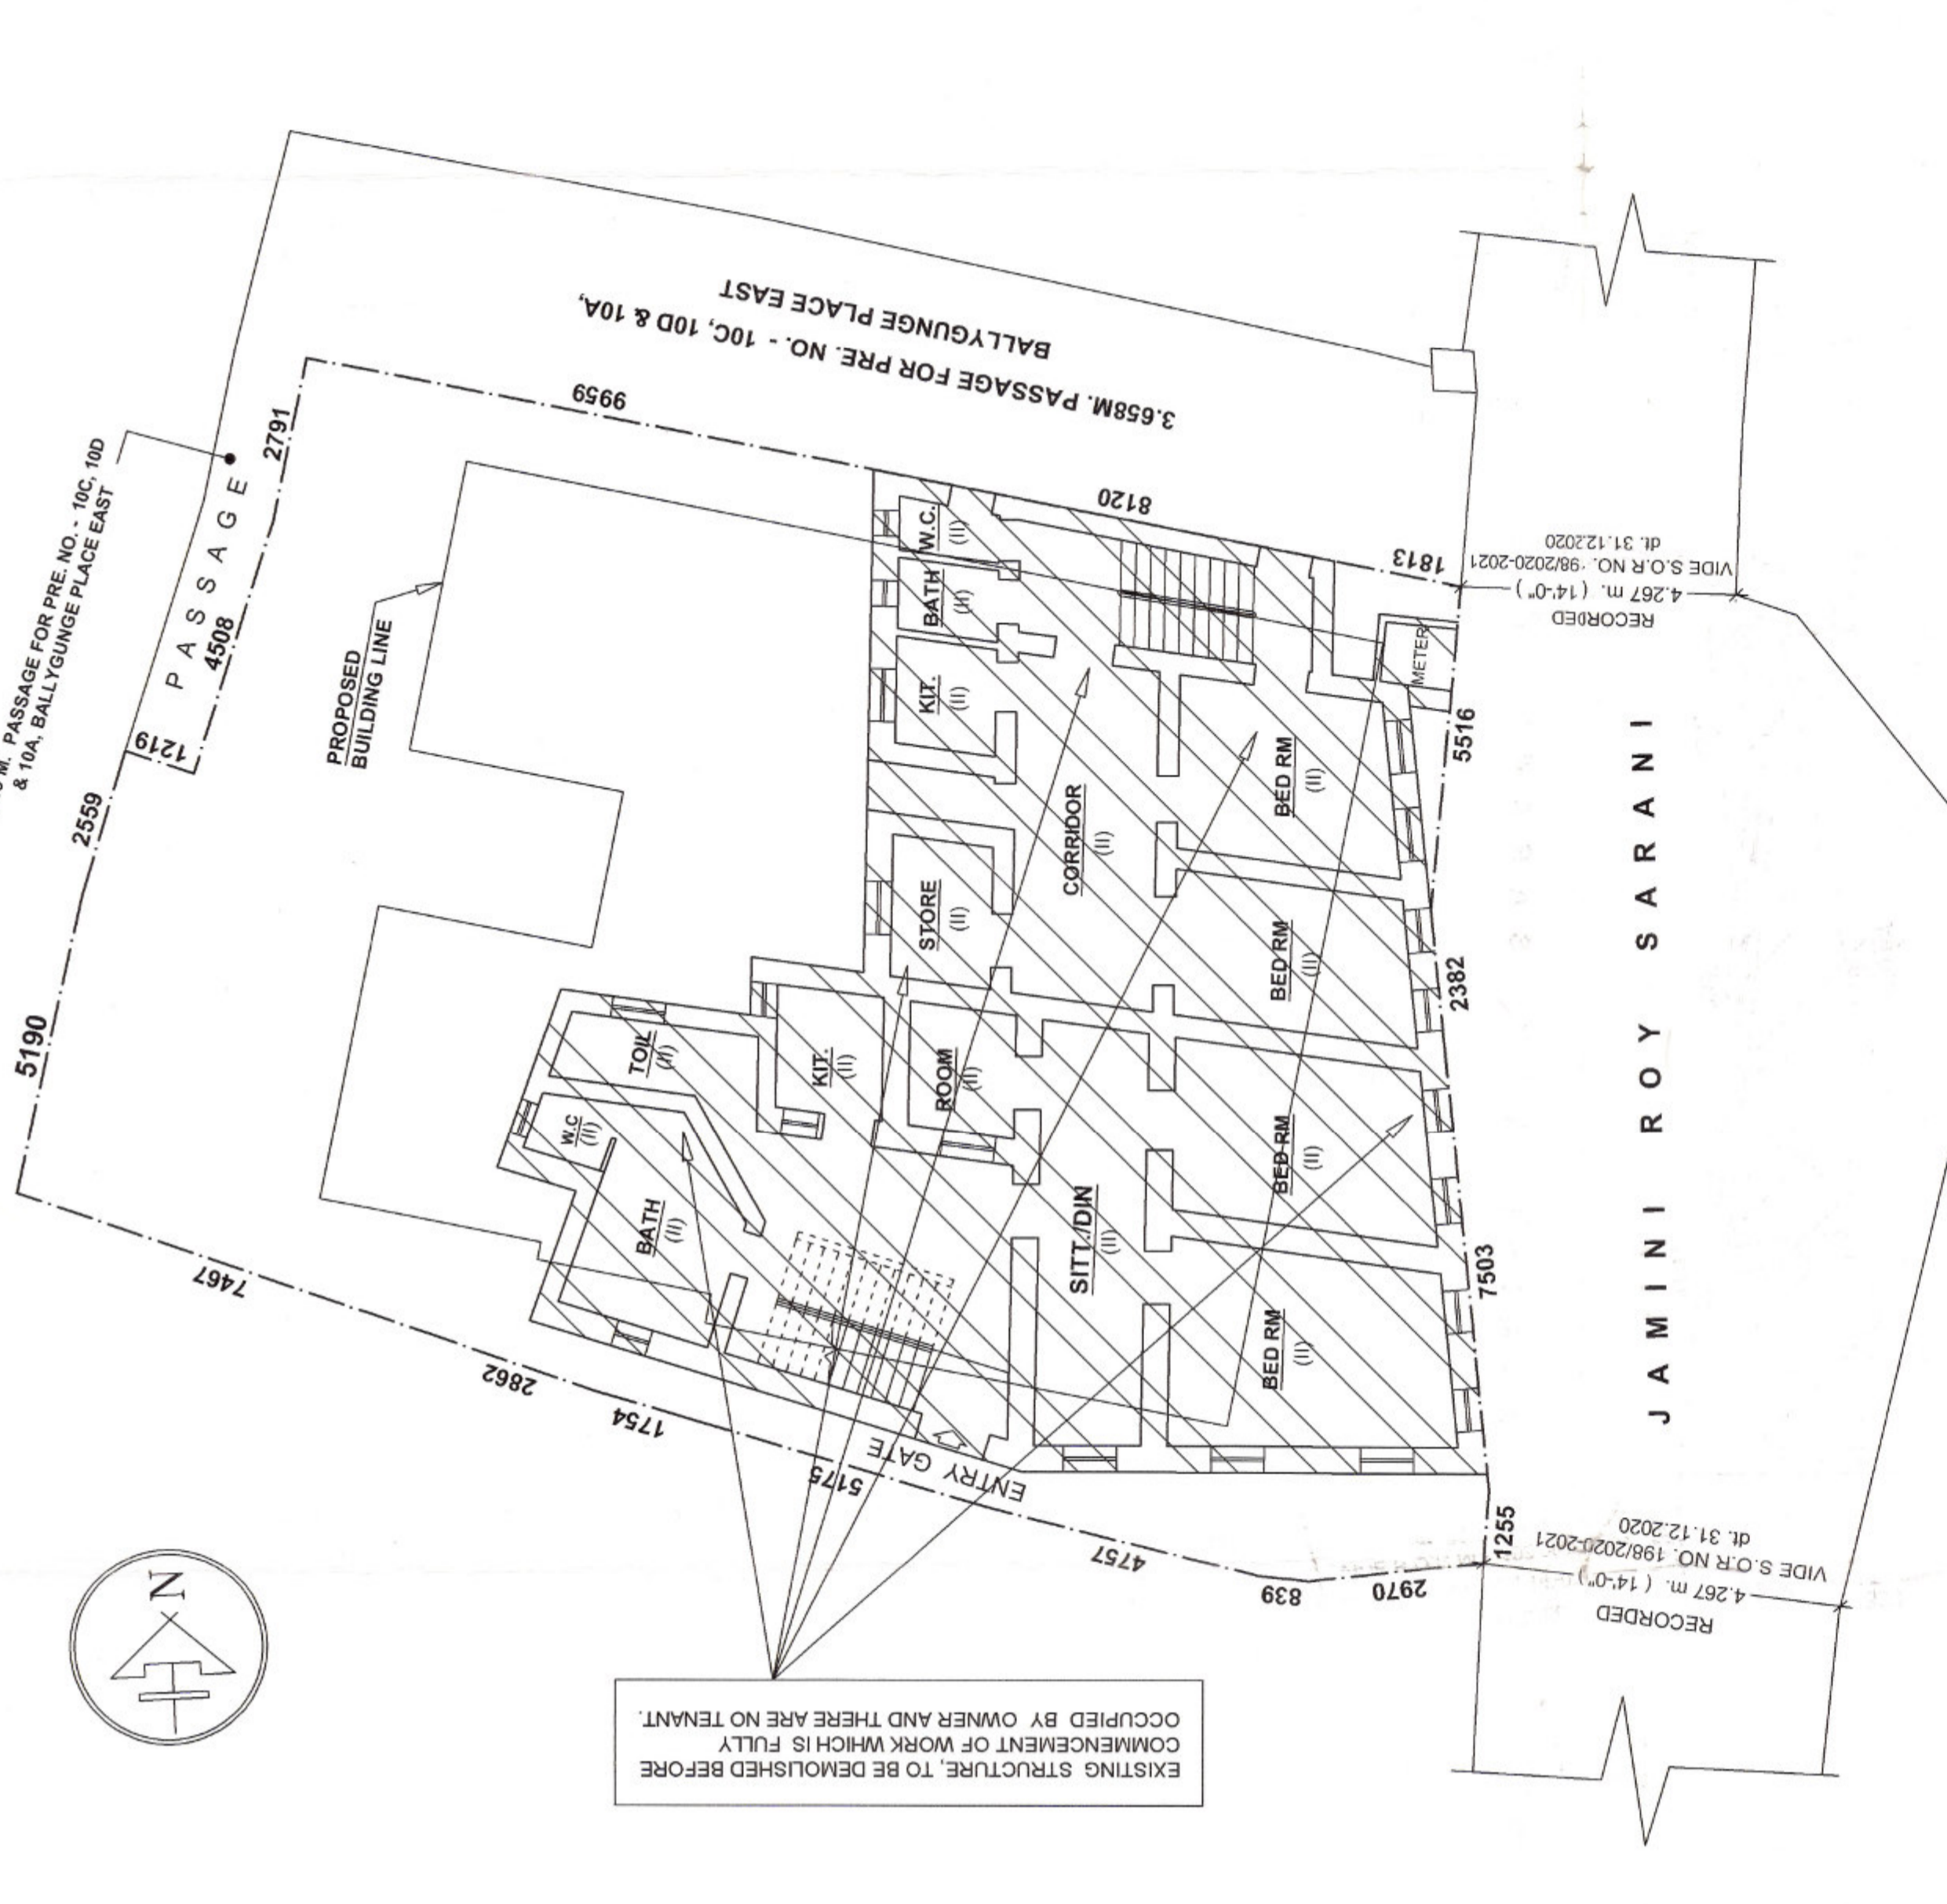 M. PASSAGE FOR PRE. NO. - 10C, 10D
& 10A, BALLYGUNGE PLACE EAST
PASSAGE
2791
4508
1219
2559
5190
7467
2862
1754
5175
4757
839
2970
1255
7503
2382
5516
1813
8120
9959
3.658M. PASSAGE FOR PRE. NO. - 10C, 10D & 10A,
BALLYGUNGE PLACE EAST
PROPOSED
BUILDING LINE
W.C.
(II)
BATH
(II)
KIT.
(II)
STORE
(II)
CORRIDOR
(II)
BED RM
(II)
METER
BED RM
(II)
TOIL
(II)
KIT.
(II)
ROOM
(II)
W.C
(II)
BATH
(II)
SITT./DIN
(II)
BED RM
(II)
BED RM
(II)
ENTRY GATE
RECORDED
4.267 m. ( 14'-0" )
VIDE S.O.R NO. 198/2020-2021
dt. 31.12.2020
JAMINI ROY SARANI
RECORDED
4.267 m. ( 14'-0" )
VIDE S.O.R NO. 198/2020-2021
dt. 31.12.2020
N
EXISTING STRUCTURE, TO BE DEMOLISHED BEFORE
COMMENCEMENT OF WORK WHICH IS FULLY
OCCUPIED BY OWNER AND THERE ARE NO TENANT.